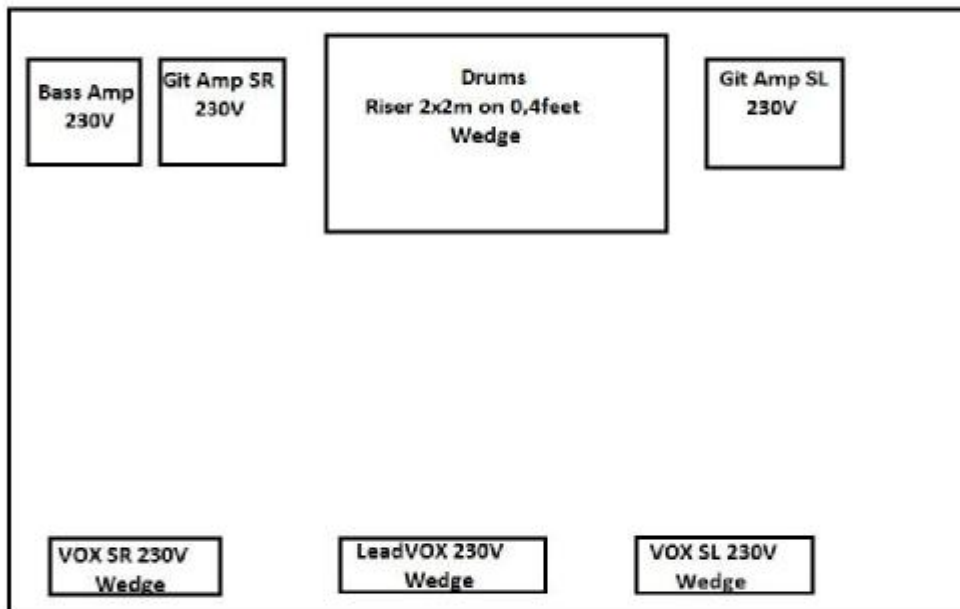 Bass Amp
230V
Git Amp SR
230V
Drums
Riser 2x2m on 0,4feet
Wedge
Git Amp SL
230V
VOX SR 230V
Wedge
LeadVOX 230V
Wedge
VOX SL 230V
Wedge